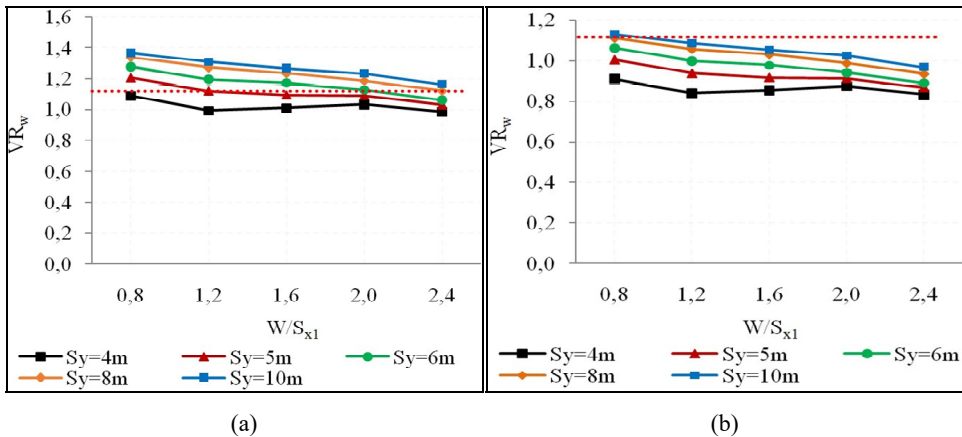 1,6
1,4
1,2
1,0
0,8
0,6
0,4
0,2
0,0
VRw
0,8 1,2 1,6 2,0 2,4
W/Sx1
Sy=4m Sy=5m Sy=6m
Sy=8m Sy=10m
(a)
1,2
1,0
0,8
0,6
0,4
0,2
0,0
VRw
0,8 1,2 1,6 2,0 2,4
W/Sx1
Sy=4m Sy=5m Sy=6m
Sy=8m Sy=10m
(b)